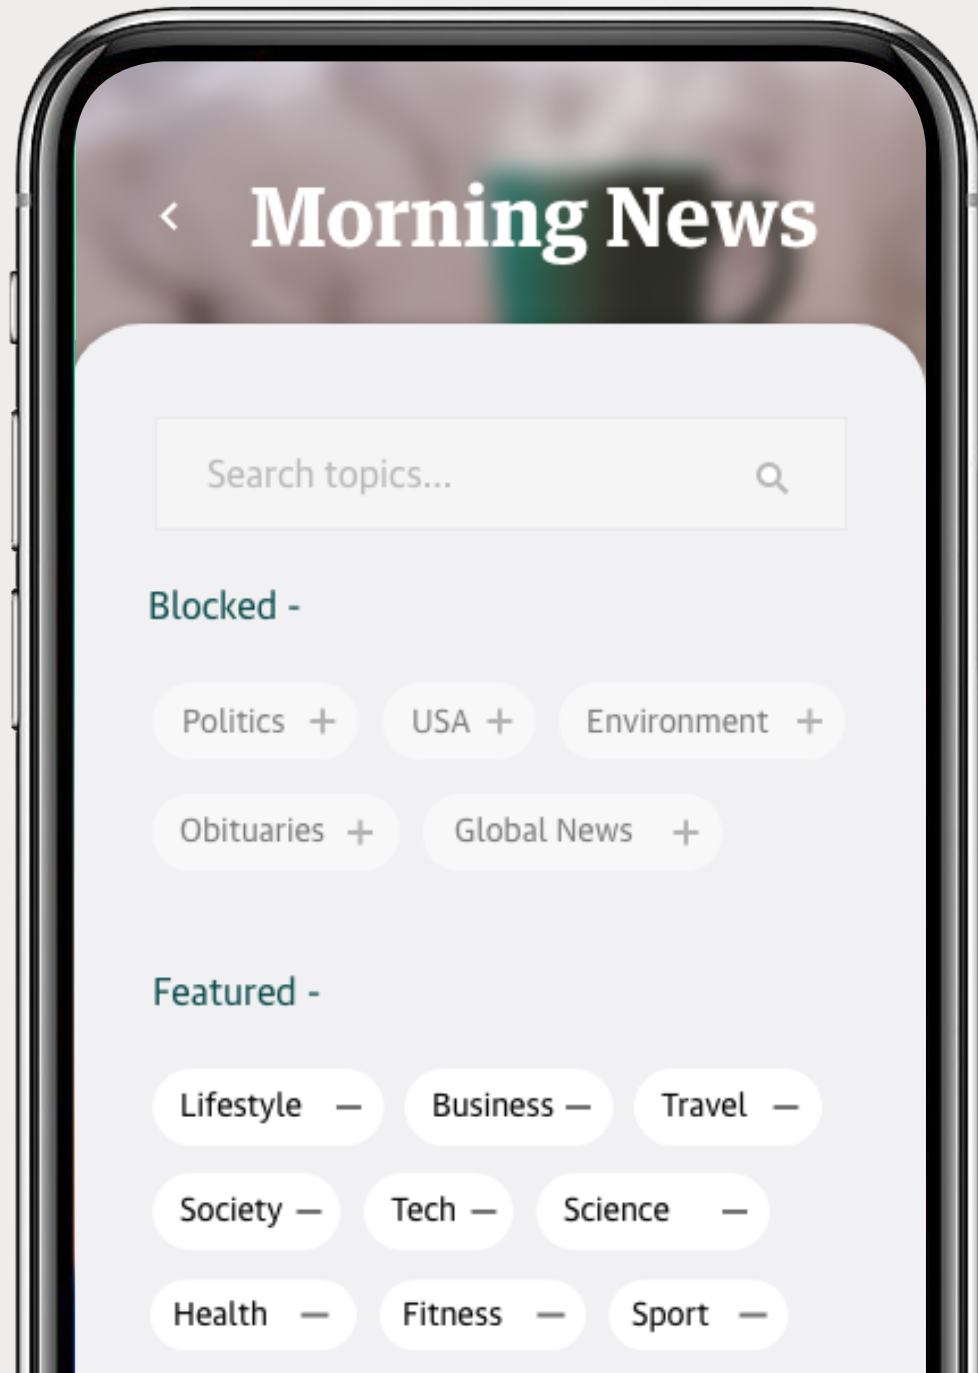 Morning News
Search topics...
Blocked -
Politics + USA + Environment +
Obituaries + Global News +
Featured -
Lifestyle — Business — Travel —
Society — Tech — Science —
Health — Fitness — Sport —